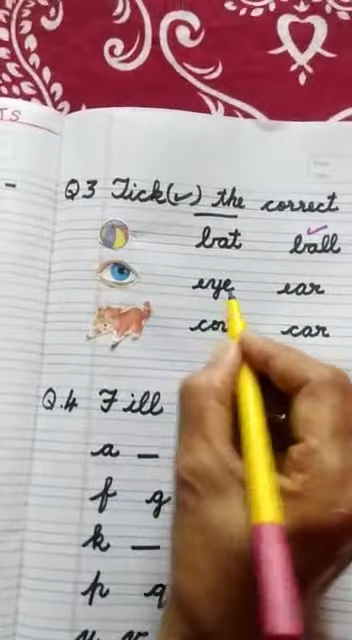 Q3 Tick(✓) the correct
bat ball
eye ear
car
Q.4 Fill
a _
f g
k _
p q